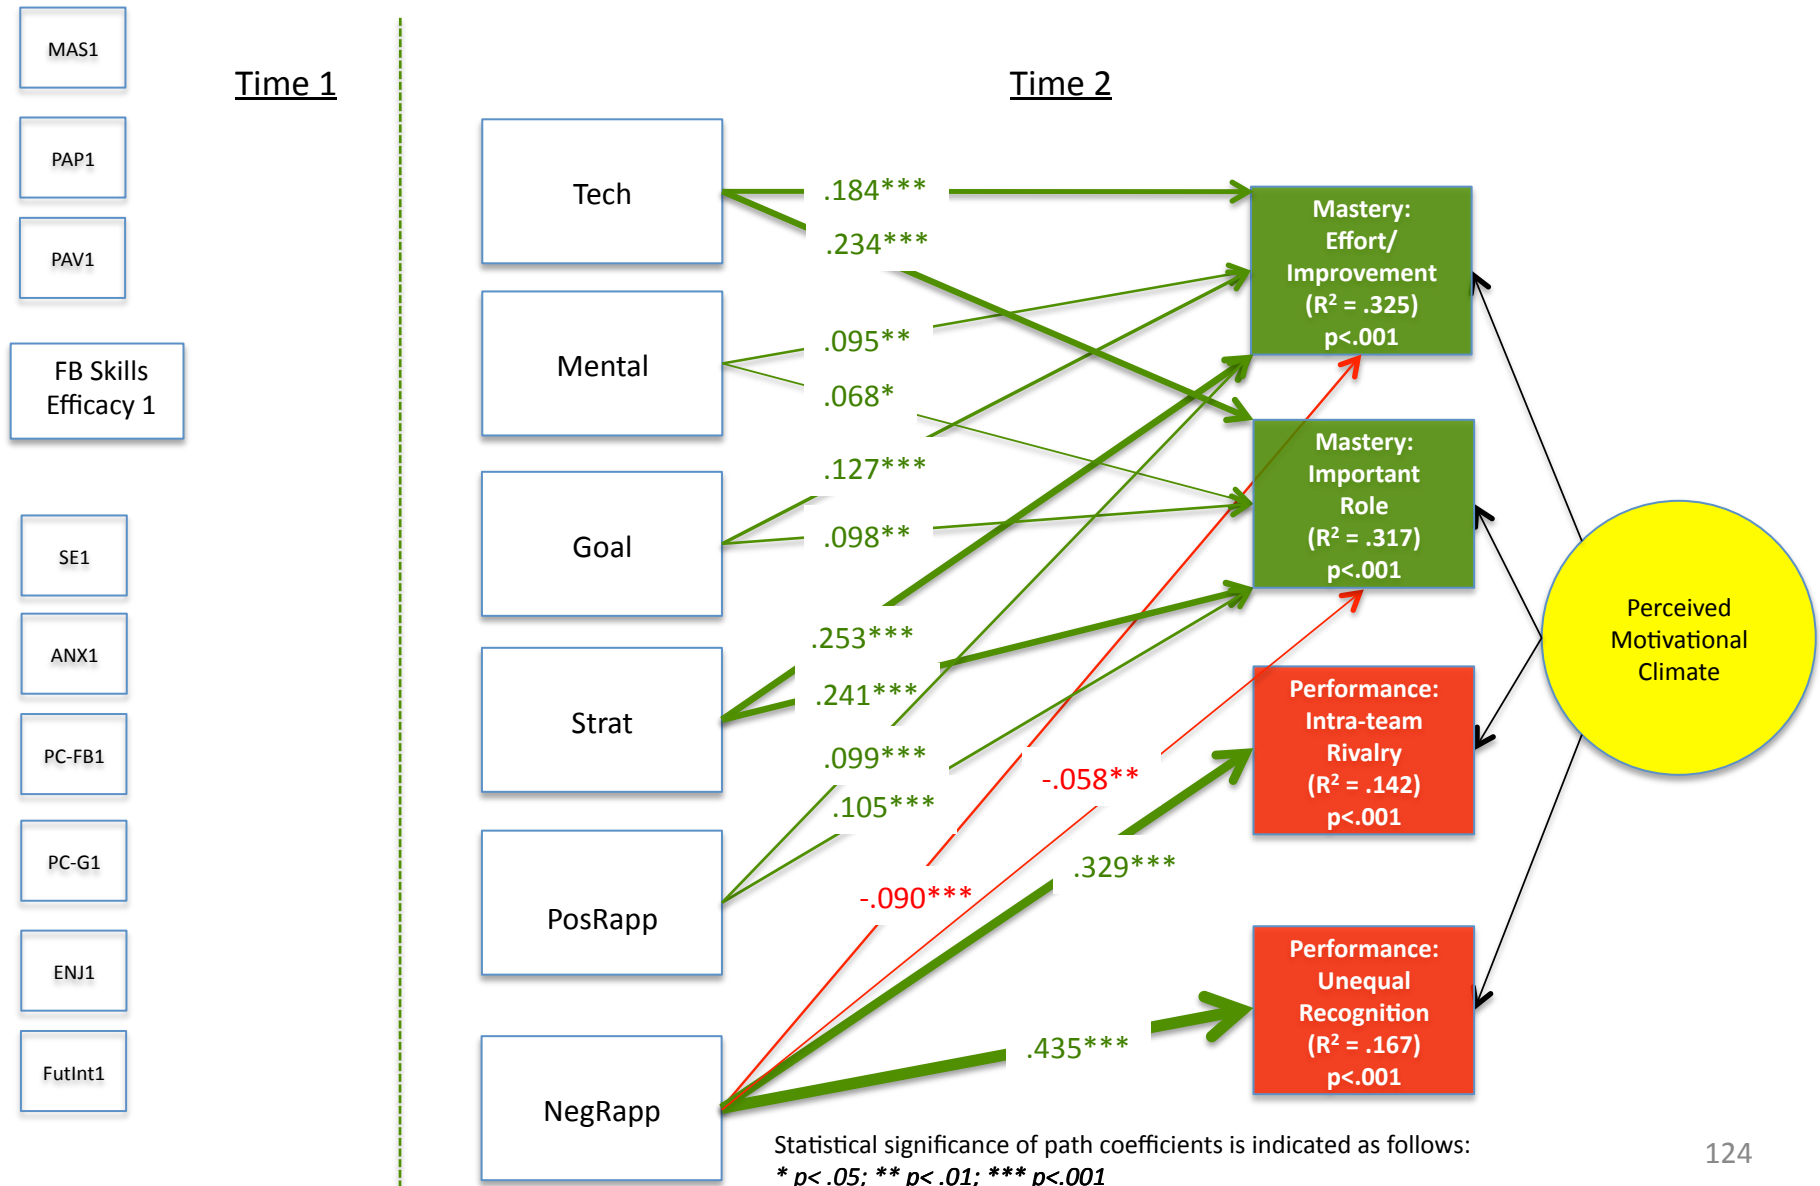 MAS1
PAP1
PAV1
FB Skills
Efficacy 1
SE1
ANX1
PC-FB1
PC-G1
ENJ1
FutInt1
Time 1
Time 2
Tech
Mental
Goal
Strat
PosRapp
NegRapp
.184***
.234***
.095**
.068*
.127***
.098**
.253***
.241***
.099***
.105***
-.058**
-.090***
.329***
.435***
Mastery:
Effort/
Improvement
(R² = .325)
p<.001
Mastery:
Important
Role
(R² = .317)
p<.001
Performance:
Intra-team
Rivalry
(R² = .142)
p<.001
Performance:
Unequal
Recognition
(R² = .167)
p<.001
Perceived
Motivational
Climate
Statistical significance of path coefficients is indicated as follows:
* p< .05; ** p< .01; *** p<.001
124